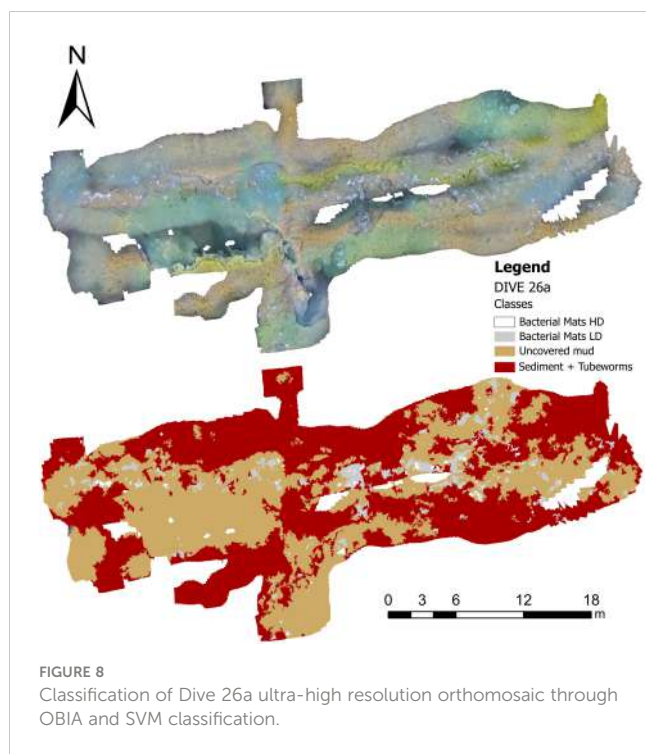 N
Legend
DIVE 26a
Classes
Bacterial Mats HD
Bacterial Mats LD
Uncovered mud
Sediment + Tubeworms
0 3 6 12 18
m
FIGURE 8
Classification of Dive 26a ultra-high resolution orthomosaic through
OBIA and SVM classification.